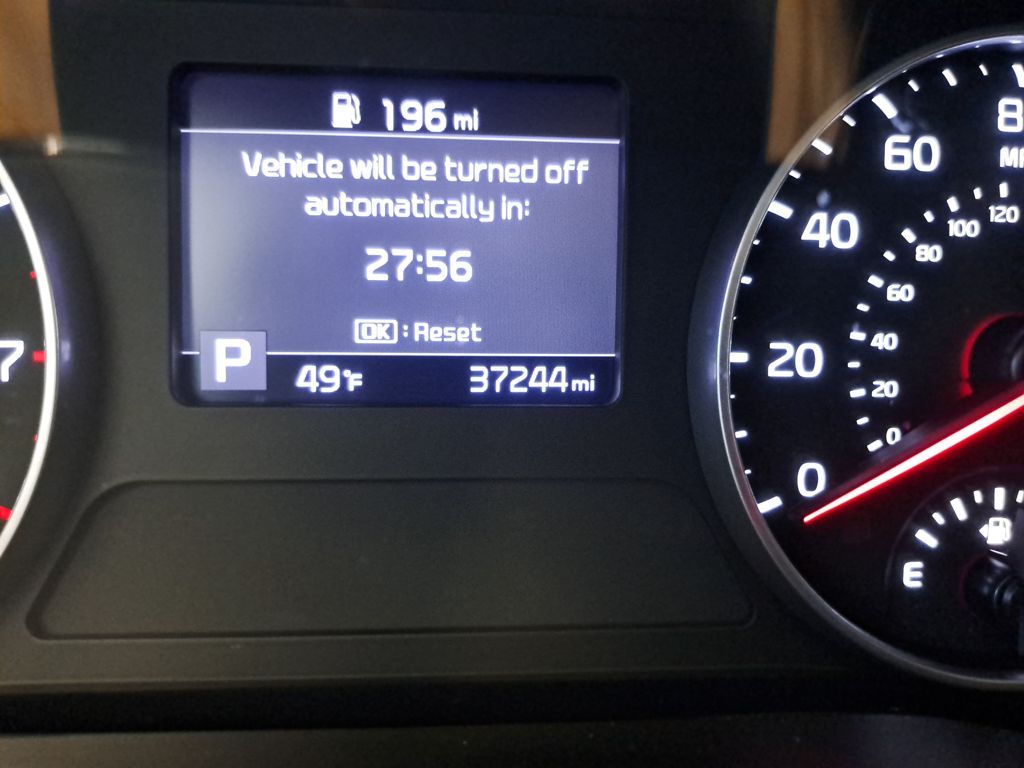 196 mi
Vehicle will be turned off
automatically in:
27:56
OK : Reset
P
49°F
37244 mi
7
0
20
40
60
0
20
40
60
80
100
120
E